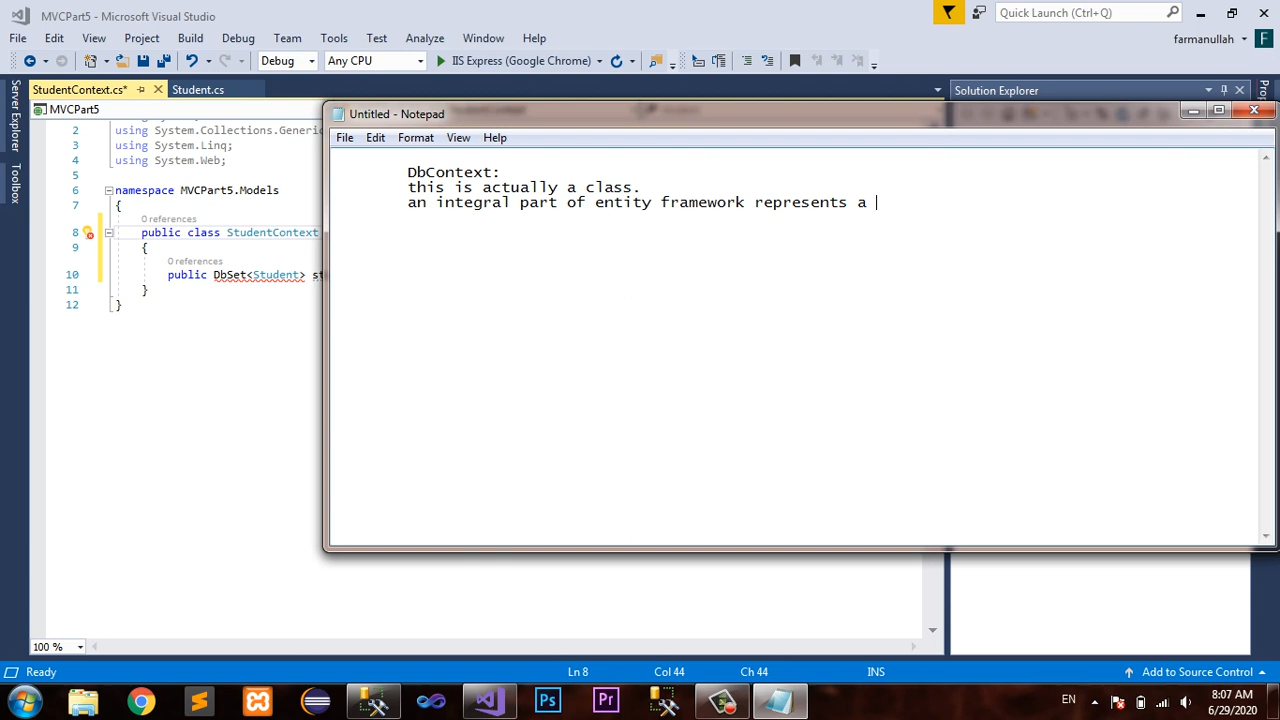 MVCPart5 - Microsoft Visual Studio
Quick Launch (Ctrl+Q)
File Edit View Project Build Debug Team Tools Test Analyze Window Help
farmanullah F
Debug Any CPU IIS Express (Google Chrome)
StudentContext.cs* Student.cs
Solution Explorer
MVCPart5
Server Explorer
Toolbox
2 using System.Collections.Generic
3 using System.Linq;
4 using System.Web;
5
6 namespace MVCPart5.Models
7 {
0 references
8 public class StudentContext
9 {
0 references
10 public DbSet<Student> st
11 }
12 }
Untitled - Notepad
File Edit Format View Help
DbContext:
this is actually a class.
an integral part of entity framework represents a
100 %
Ready Ln 8 Col 44 Ch 44 INS Add to Source Control
Ps Pr
EN 8:07 AM
6/29/2020